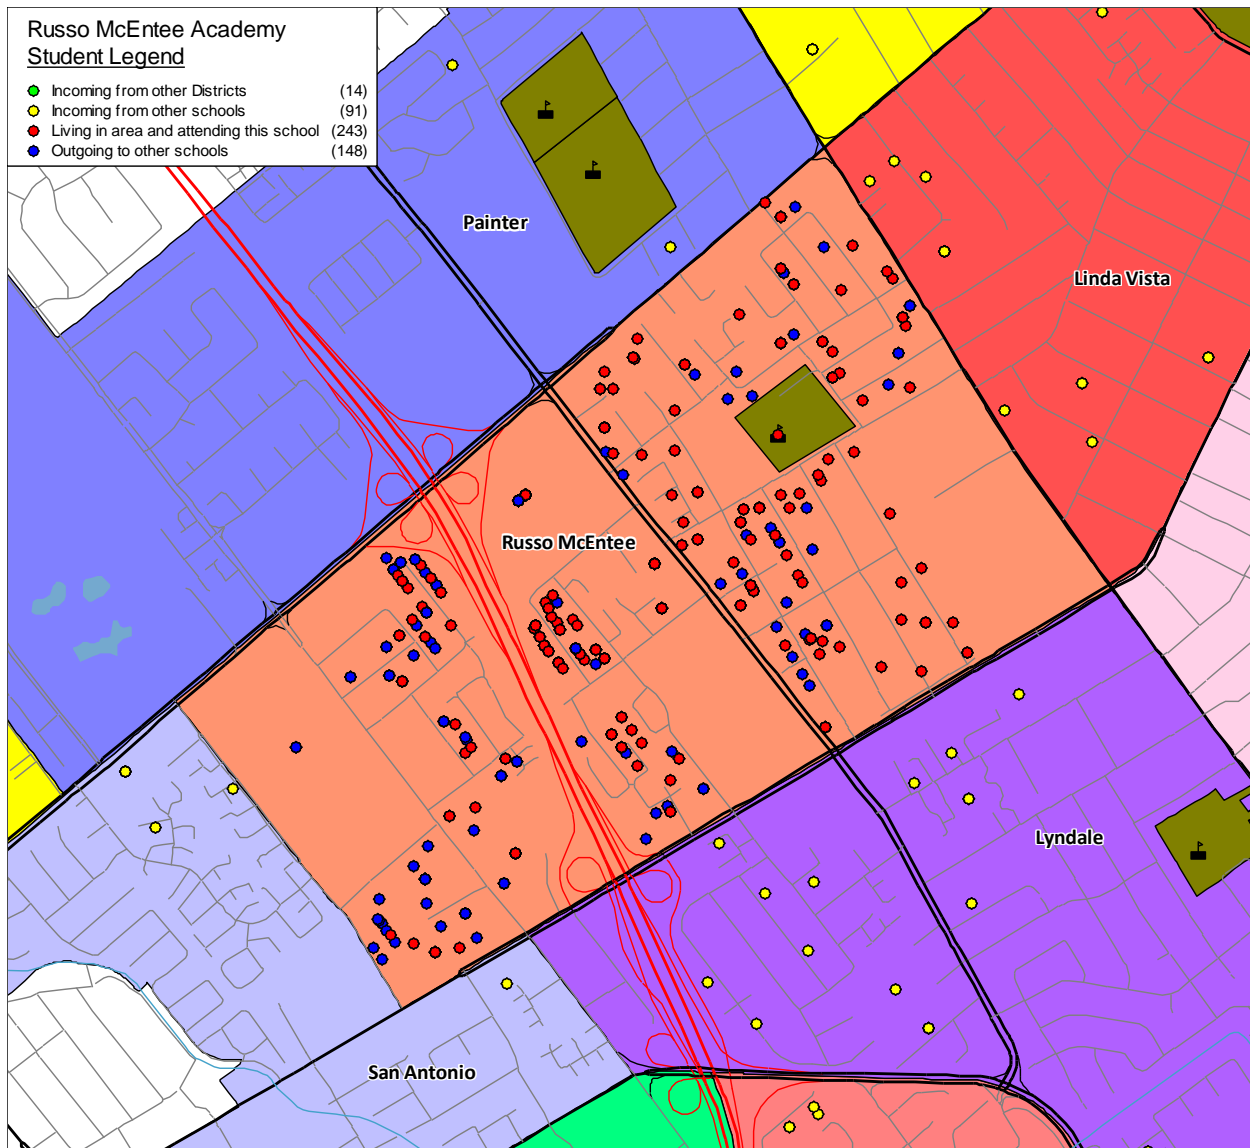 Russo McEntee Academy
Student Legend
Incoming from other Districts (14)
Incoming from other schools (91)
Living in area and attending this school (243)
Outgoing to other schools (148)
Painter
Linda Vista
Russo McEntee
Lyndale
San Antonio